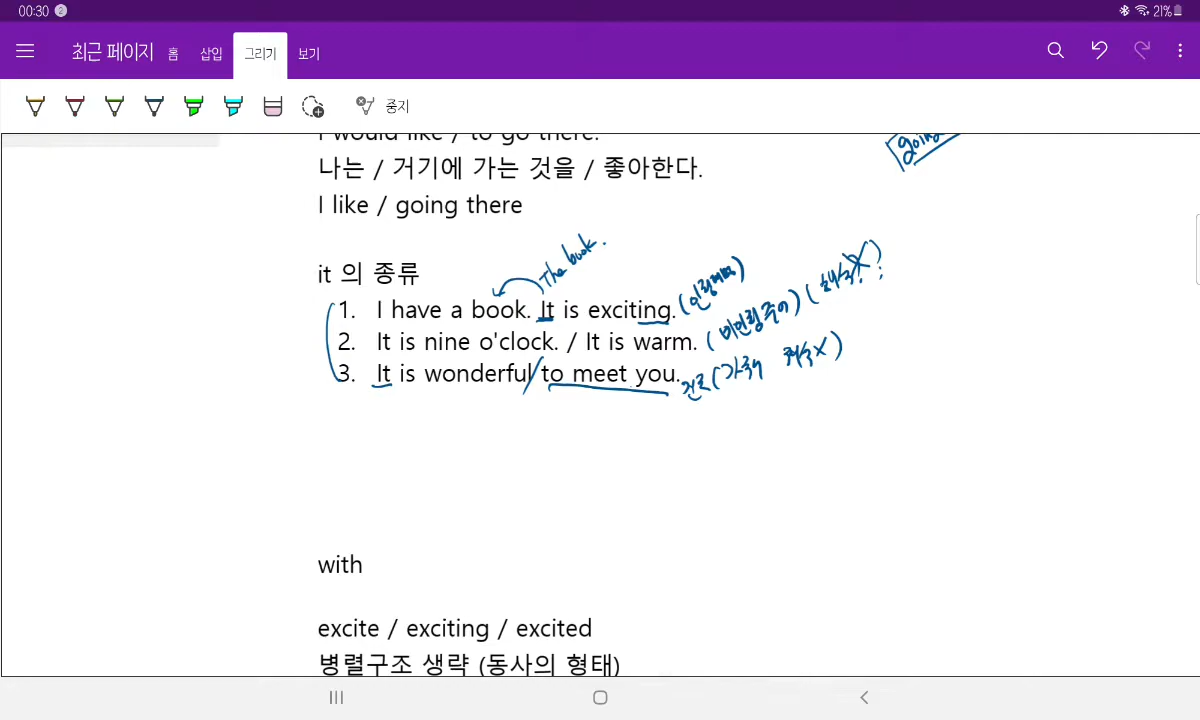 00:30 2 21%
최근 페이지 홈 삽입 그리기 보기
중지
I would like / to go there.
going
나는 / 거기에 가는 것을 / 좋아한다.
I like / going there
The book.
it 의 종류
1. I have a book. It is exciting. (인칭대명)
2. It is nine o'clock. / It is warm. (비인칭 주어) (해석X?
3. It is wonderful / to meet you. (가주어 해석X)
with
excite / exciting / excited
병렬구조 생략 (동사의 형태)